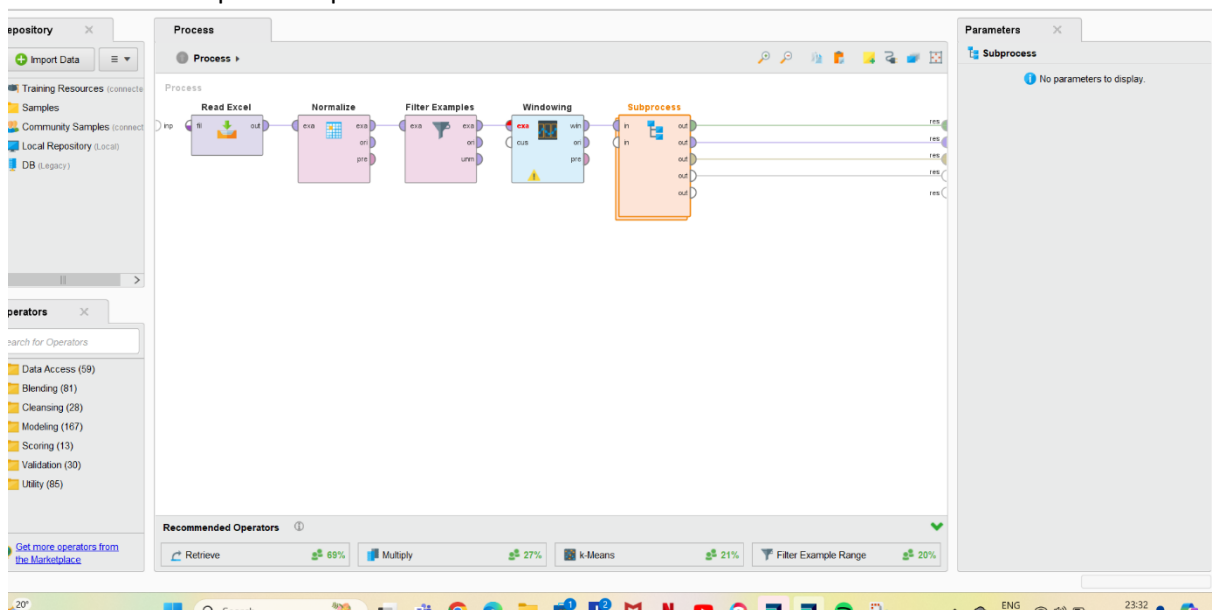 epository
Import Data
Training Resources (connecte
Samples
Community Samples (connect
Local Repository (Local)
DB (Legacy)
perators
earch for Operators
Data Access (59)
Blending (81)
Cleansing (28)
Modeling (167)
Scoring (13)
Validation (30)
Utility (85)
Get more operators from
the Marketplace
Process
Process
Process
Read Excel
Normalize
Filter Examples
Windowing
Subprocess
inp
fil
out
exa
exa
ori
pre
exa
exa
ori
unm
exa
win
cus
ori
pre
in
out
in
out
out
out
out
res
res
res
res
res
Recommended Operators
Retrieve
69%
Multiply
27%
k-Means
21%
Filter Example Range
20%
Parameters
Subprocess
No parameters to display.
20°
ENG
23:32